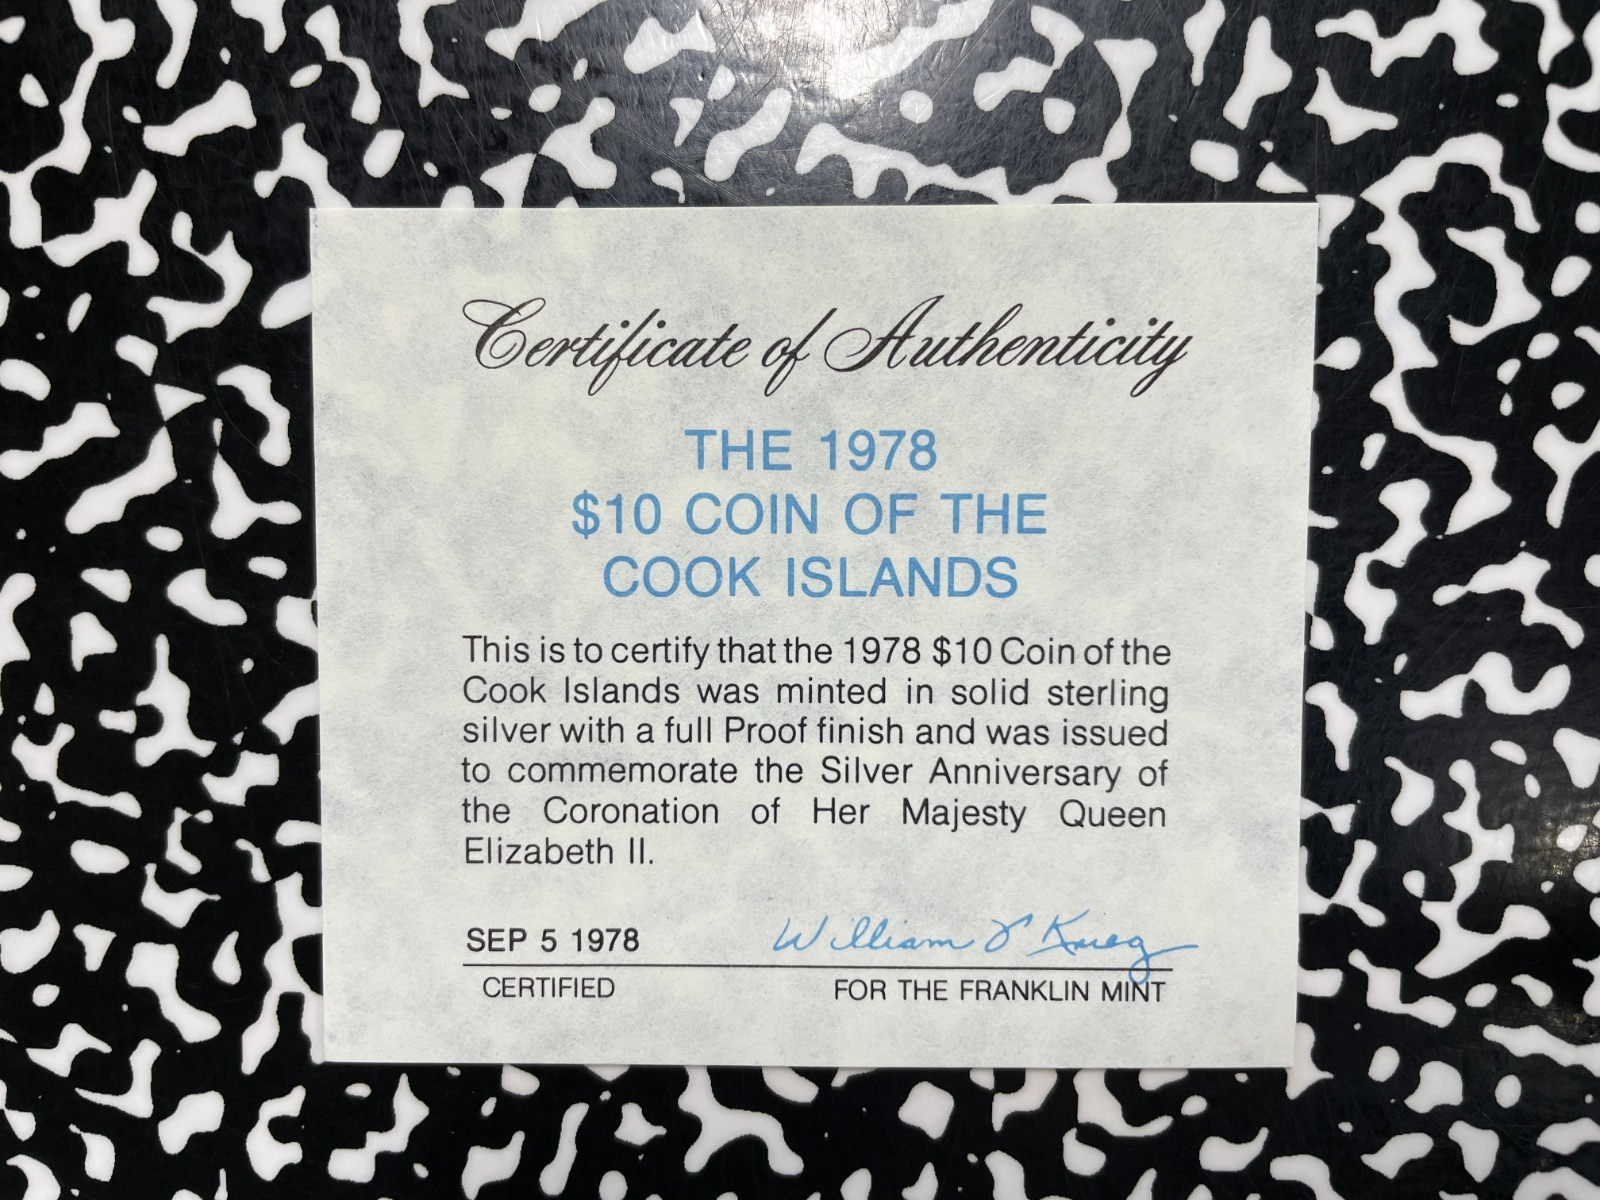 Certificate of Authenticity
THE 1978
$10 COIN OF THE
COOK ISLANDS
This is to certify that the 1978 $10 Coin of the
Cook Islands was minted in solid sterling
silver with a full Proof finish and was issued
to commemorate the Silver Anniversary of
the Coronation of Her Majesty Queen
Elizabeth II.
SEP 5 1978 William Krieg
CERTIFIED FOR THE FRANKLIN MINT